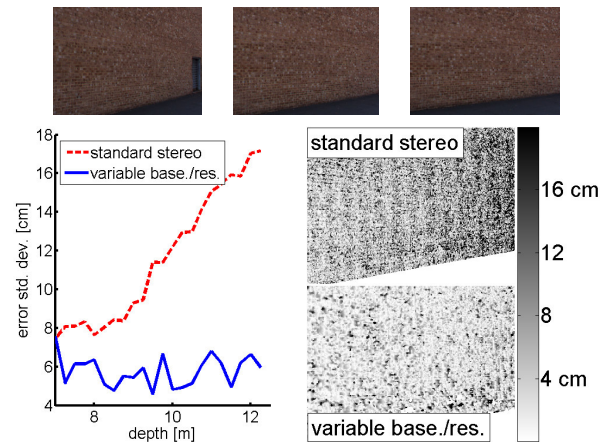 18
16
14
12
10
8
6
4
error std. dev. [cm]
standard stereo
variable base./res.
8
10
12
depth [m]
standard stereo
variable base./res.
16 cm
12
8
4 cm